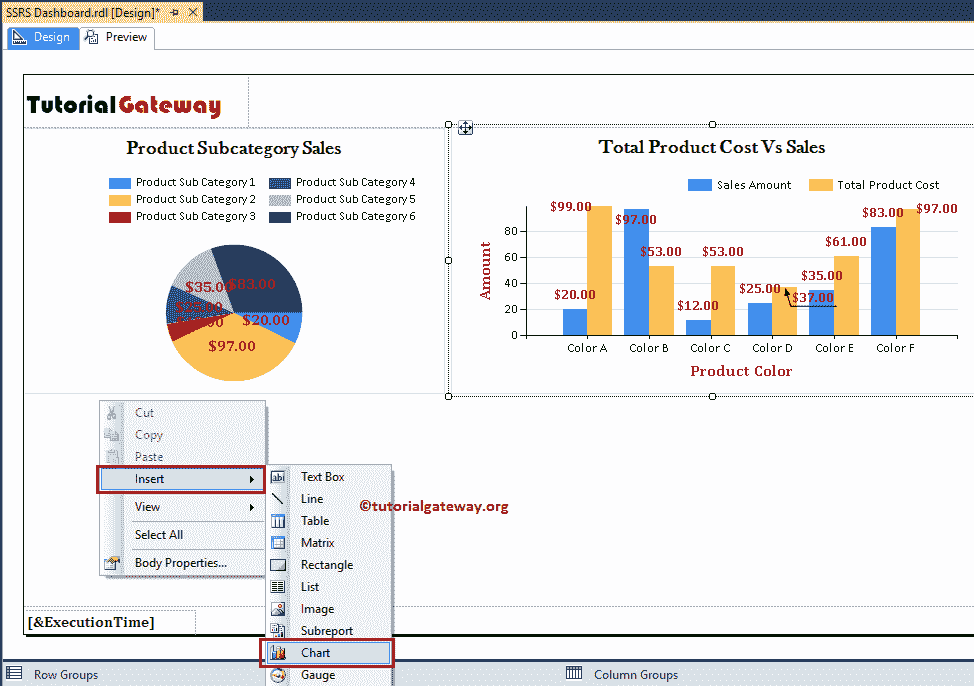 SSRS Dashboard.rdl [Design]*
Design Preview
TutorialGateway
Product Subcategory Sales
Product Sub Category 1 Product Sub Category 4
Product Sub Category 2 Product Sub Category 5
Product Sub Category 3 Product Sub Category 6
$83.00
$20.00
$97.00
Total Product Cost Vs Sales
Sales Amount Total Product Cost
Amount
80
60
40
20
0
$20.00
$99.00
$97.00
$53.00
$12.00
$53.00
$25.00
$37.00
$35.00
$61.00
$83.00
$97.00
Color A Color B Color C Color D Color E Color F
Product Color
Cut
Copy
Paste
Insert
View
Select All
Body Properties...
Text Box
Line
Table
Matrix
Rectangle
List
Image
Subreport
Chart
Gauge
©tutorialgateway.org
[&ExecutionTime]
Row Groups Column Groups